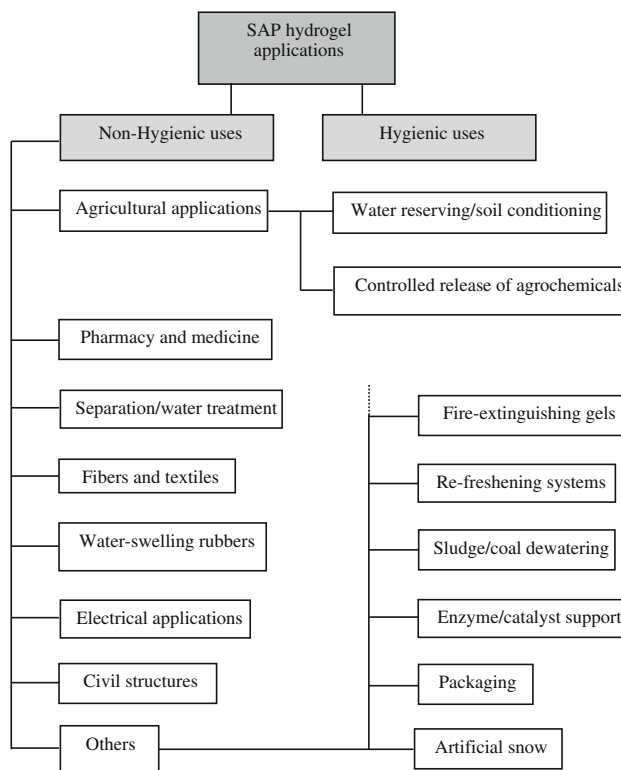 SAP hydrogel
applications
Non-Hygienic uses
Hygienic uses
Agricultural applications
Water reserving/soil conditioning
Controlled release of agrochemicals
Pharmacy and medicine
Separation/water treatment
Fibers and textiles
Water-swelling rubbers
Electrical applications
Civil structures
Others
Fire-extinguishing gels
Re-freshening systems
Sludge/coal dewatering
Enzyme/catalyst support
Packaging
Artificial snow